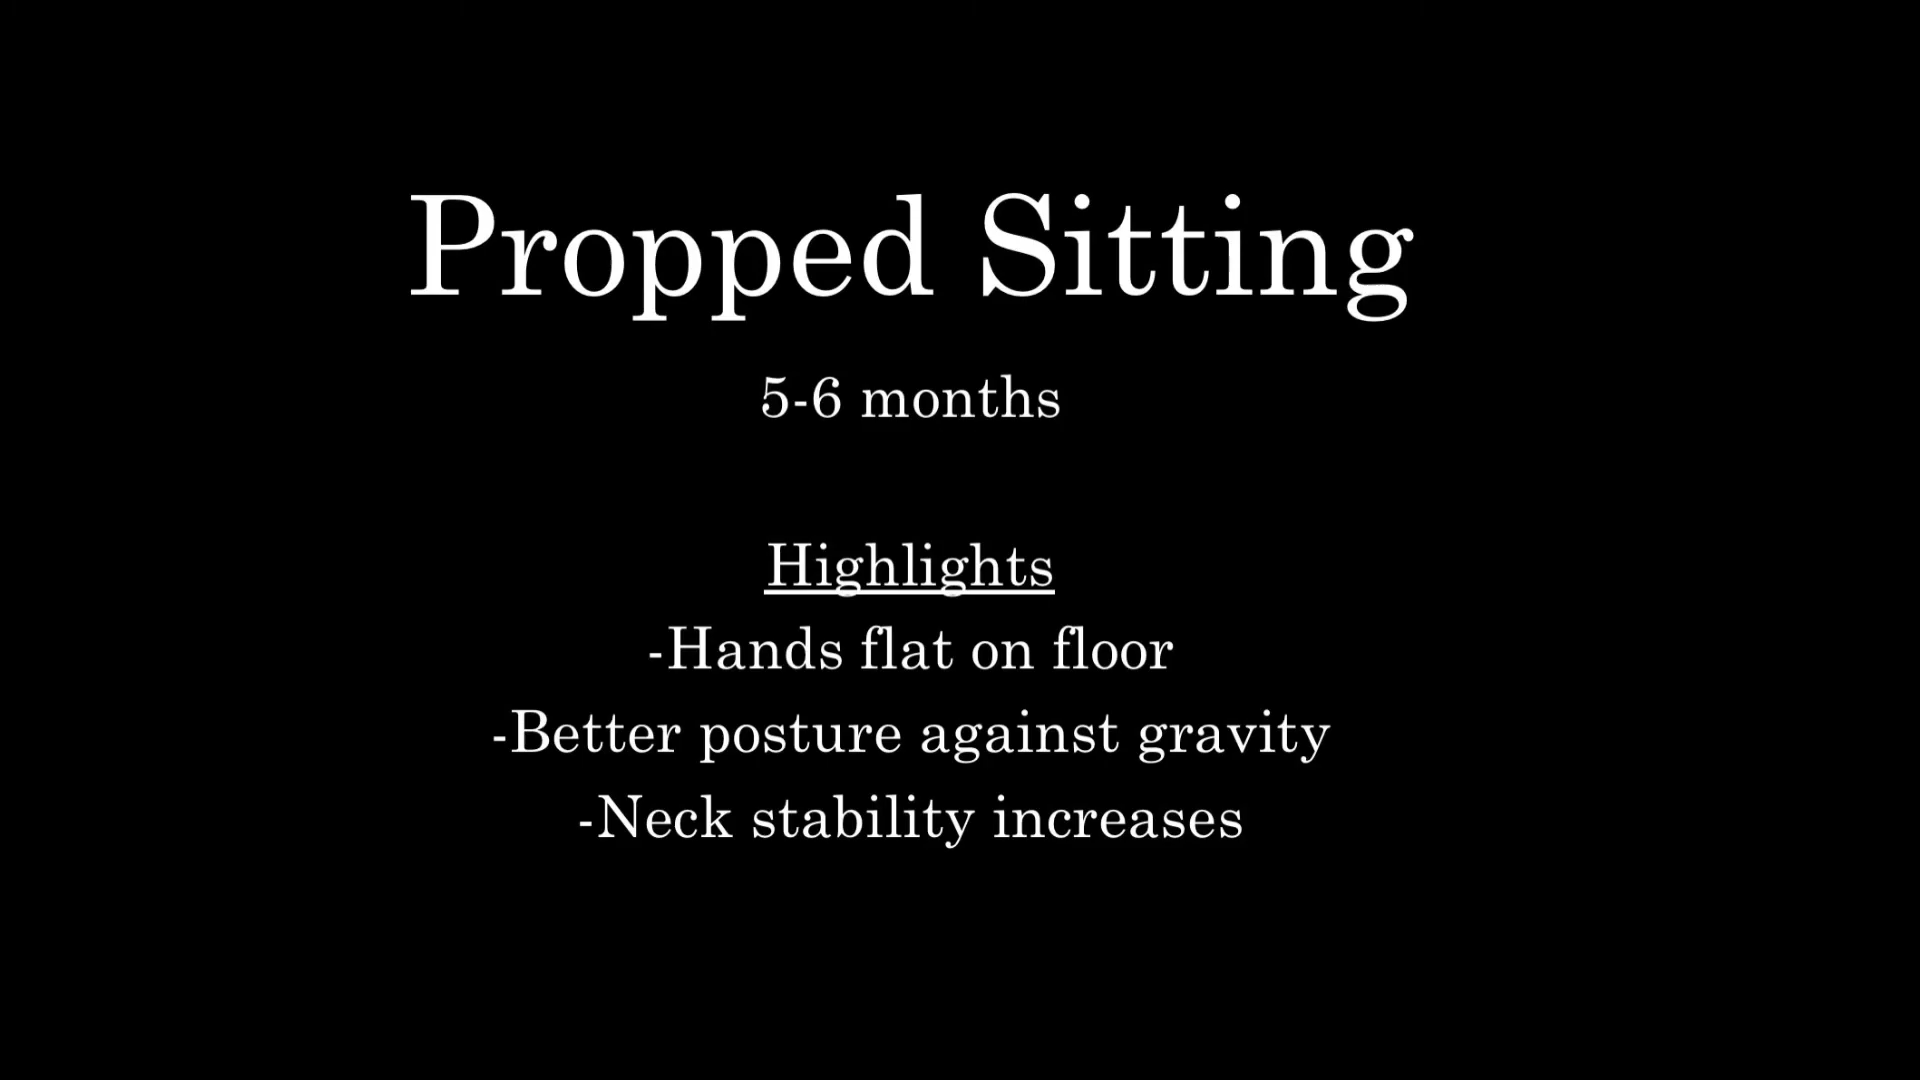 Propped Sitting
5-6 months
Highlights
-Hands flat on floor
-Better posture against gravity
-Neck stability increases